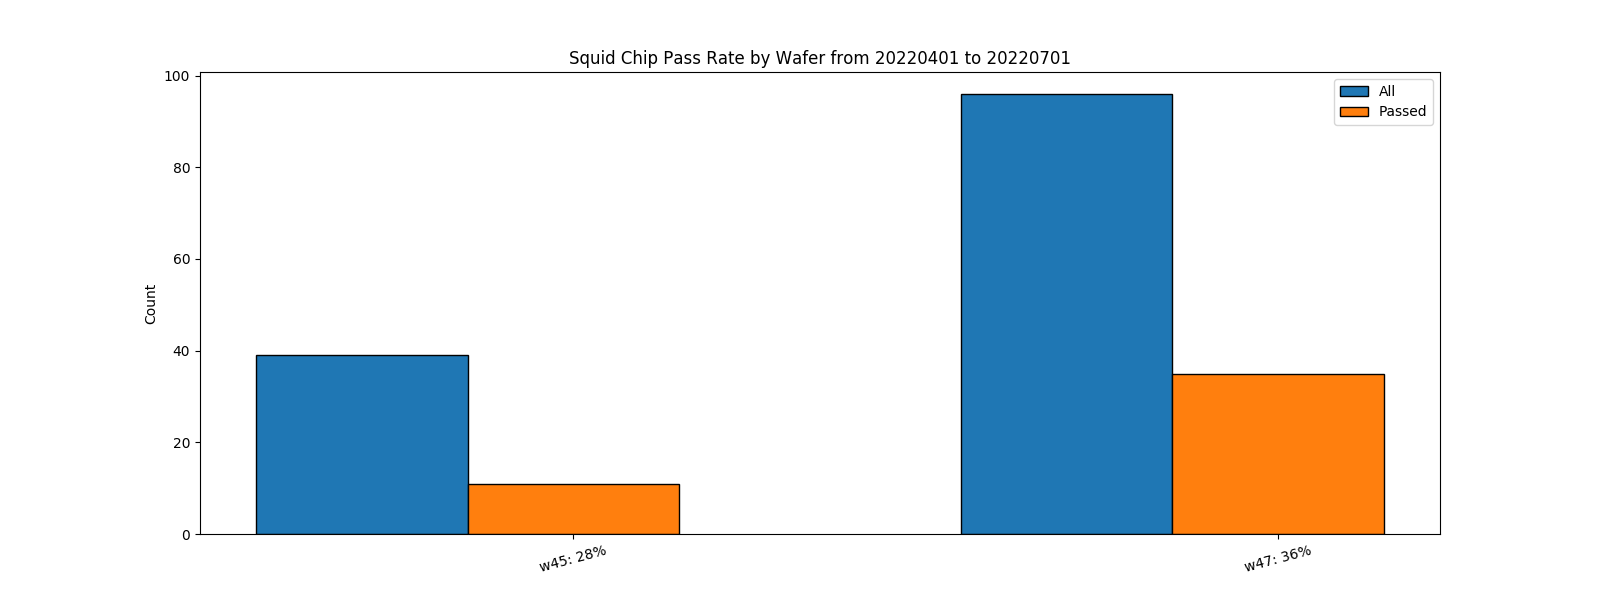 Squid Chip Pass Rate by Wafer from 20220401 to 20220701
100
80
60
40
20
0
Count
All
Passed
w45: 28%
w47: 36%